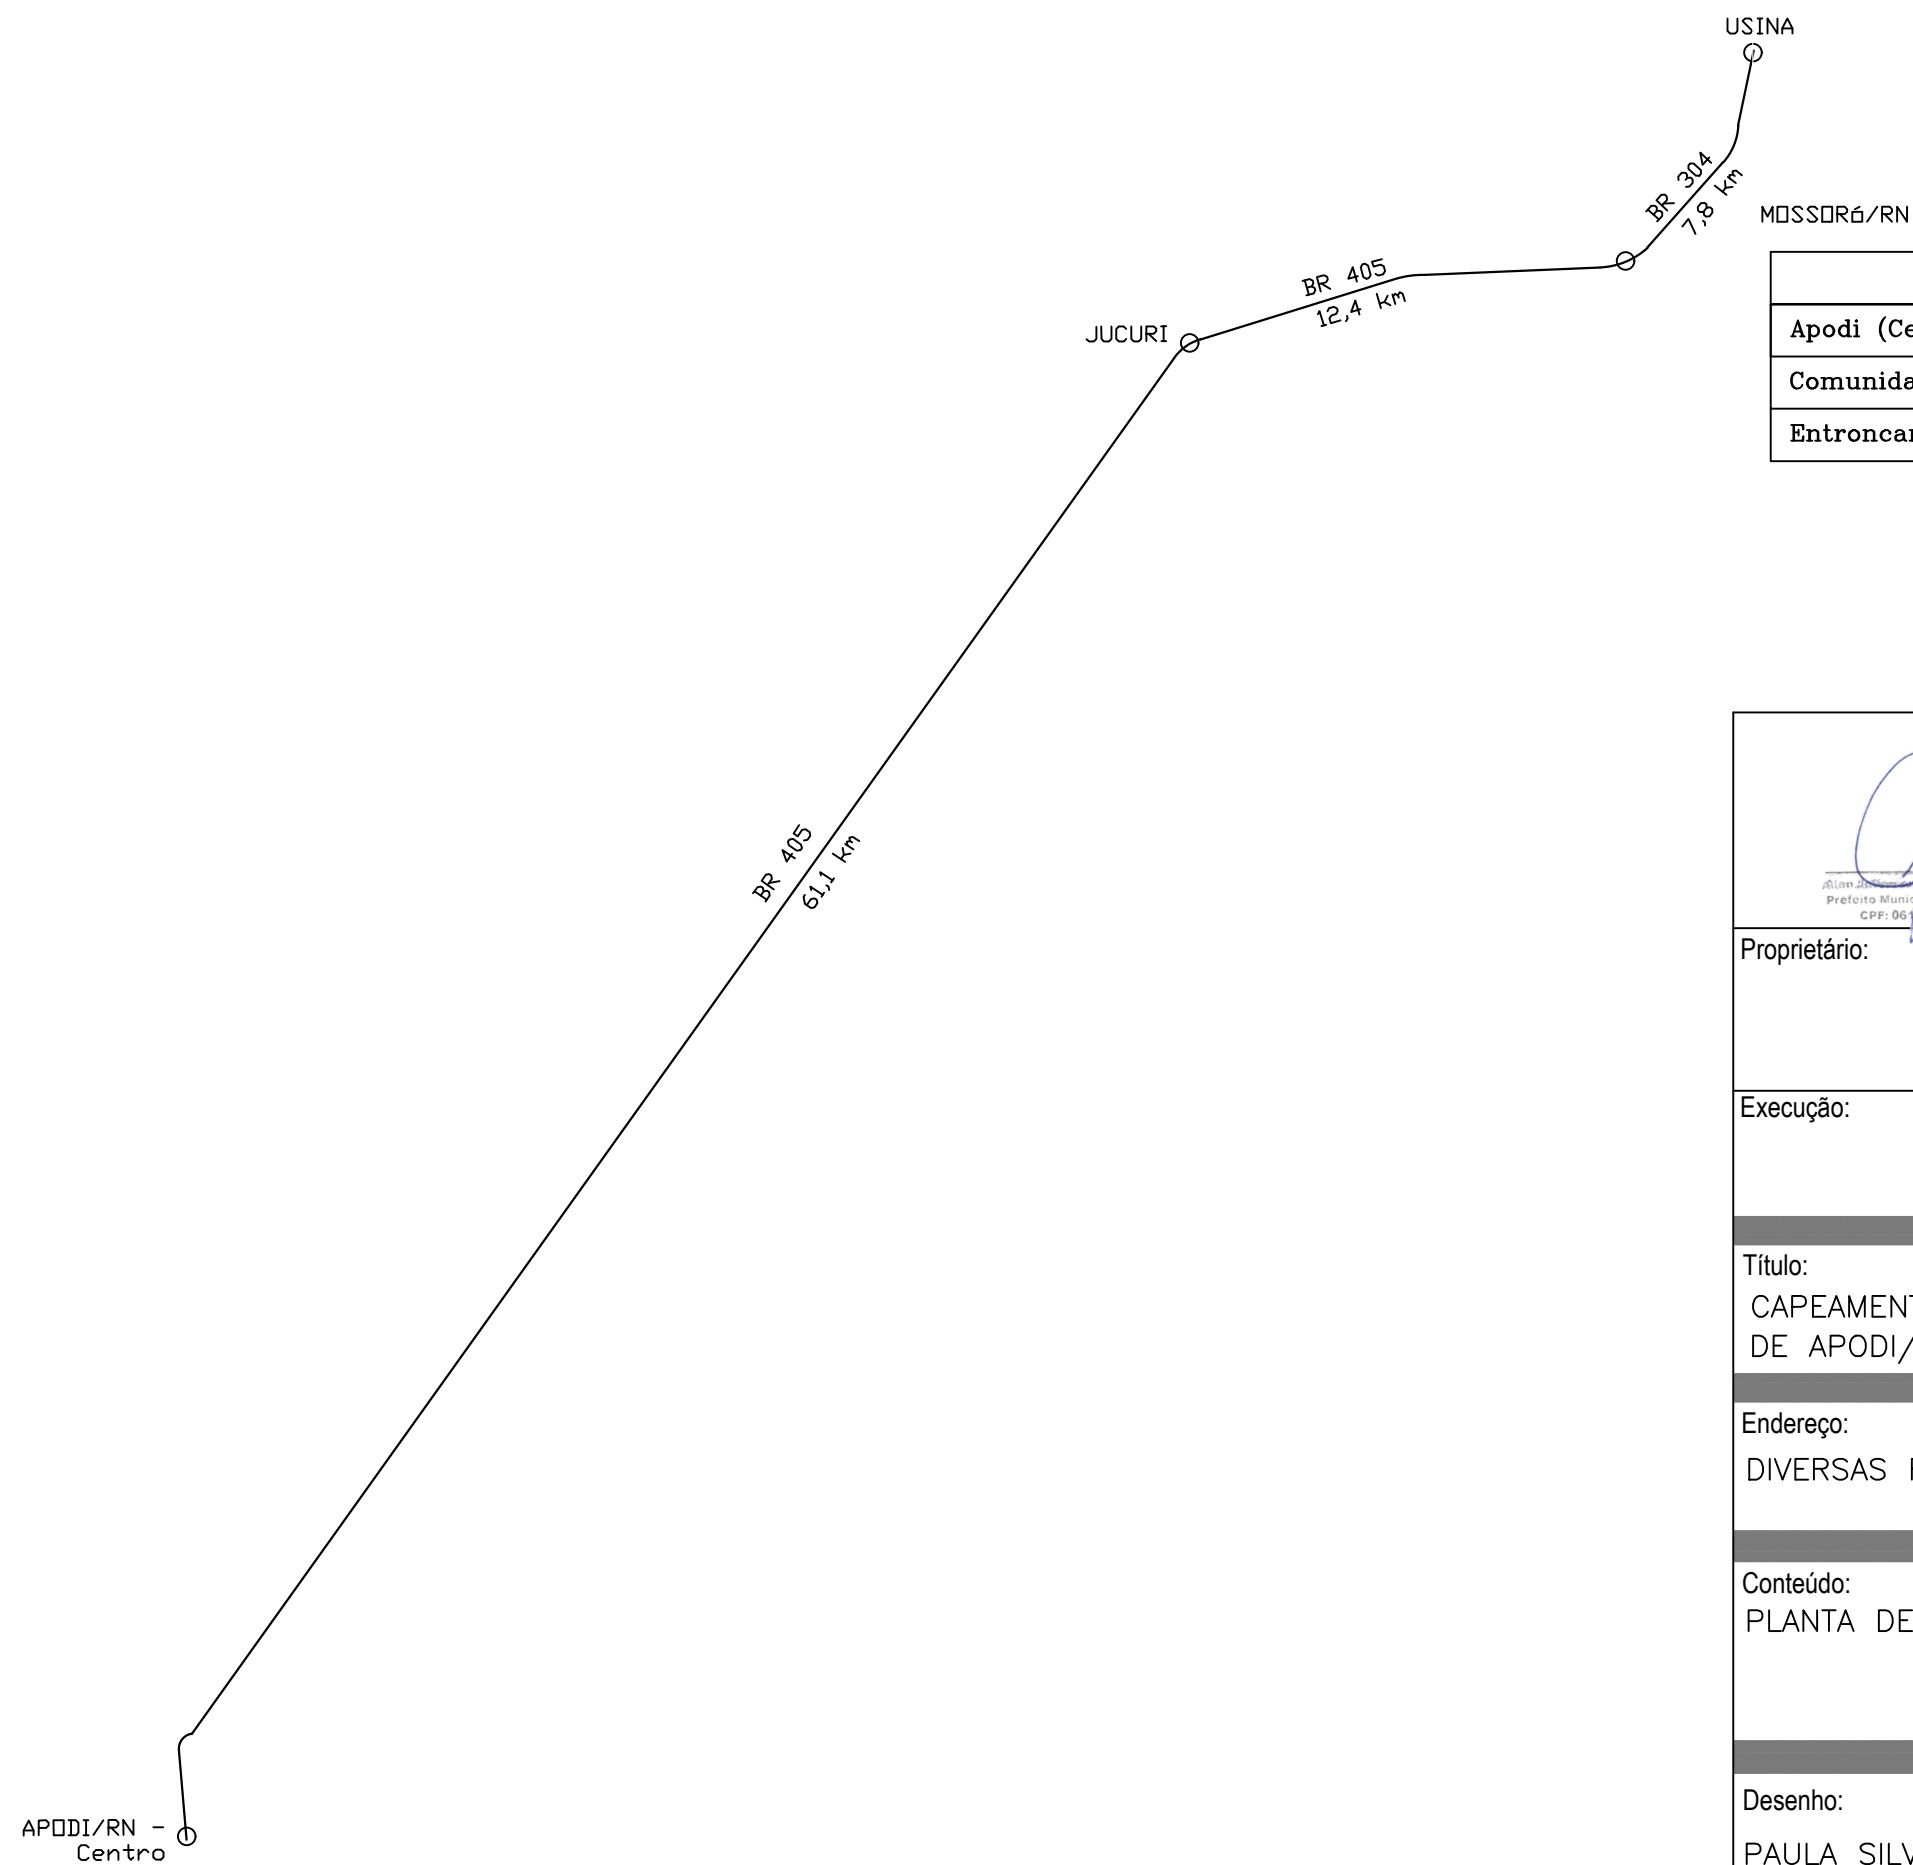 USINA
BR 304
7,8 km
MOSSORó/RN
BR 405
12,4 km
JUCURI
Apodi (Ce
Comunida
Entroncar
BR 405
61,1 km
Prefeito Munic
CPF: 061
Proprietário:
Execução:
Título:
CAPEAMENT
DE APODI/
Endereço:
DIVERSAS
Conteúdo:
PLANTA DE
Desenho:
PAULA SILV
APODI/RN -
Centro